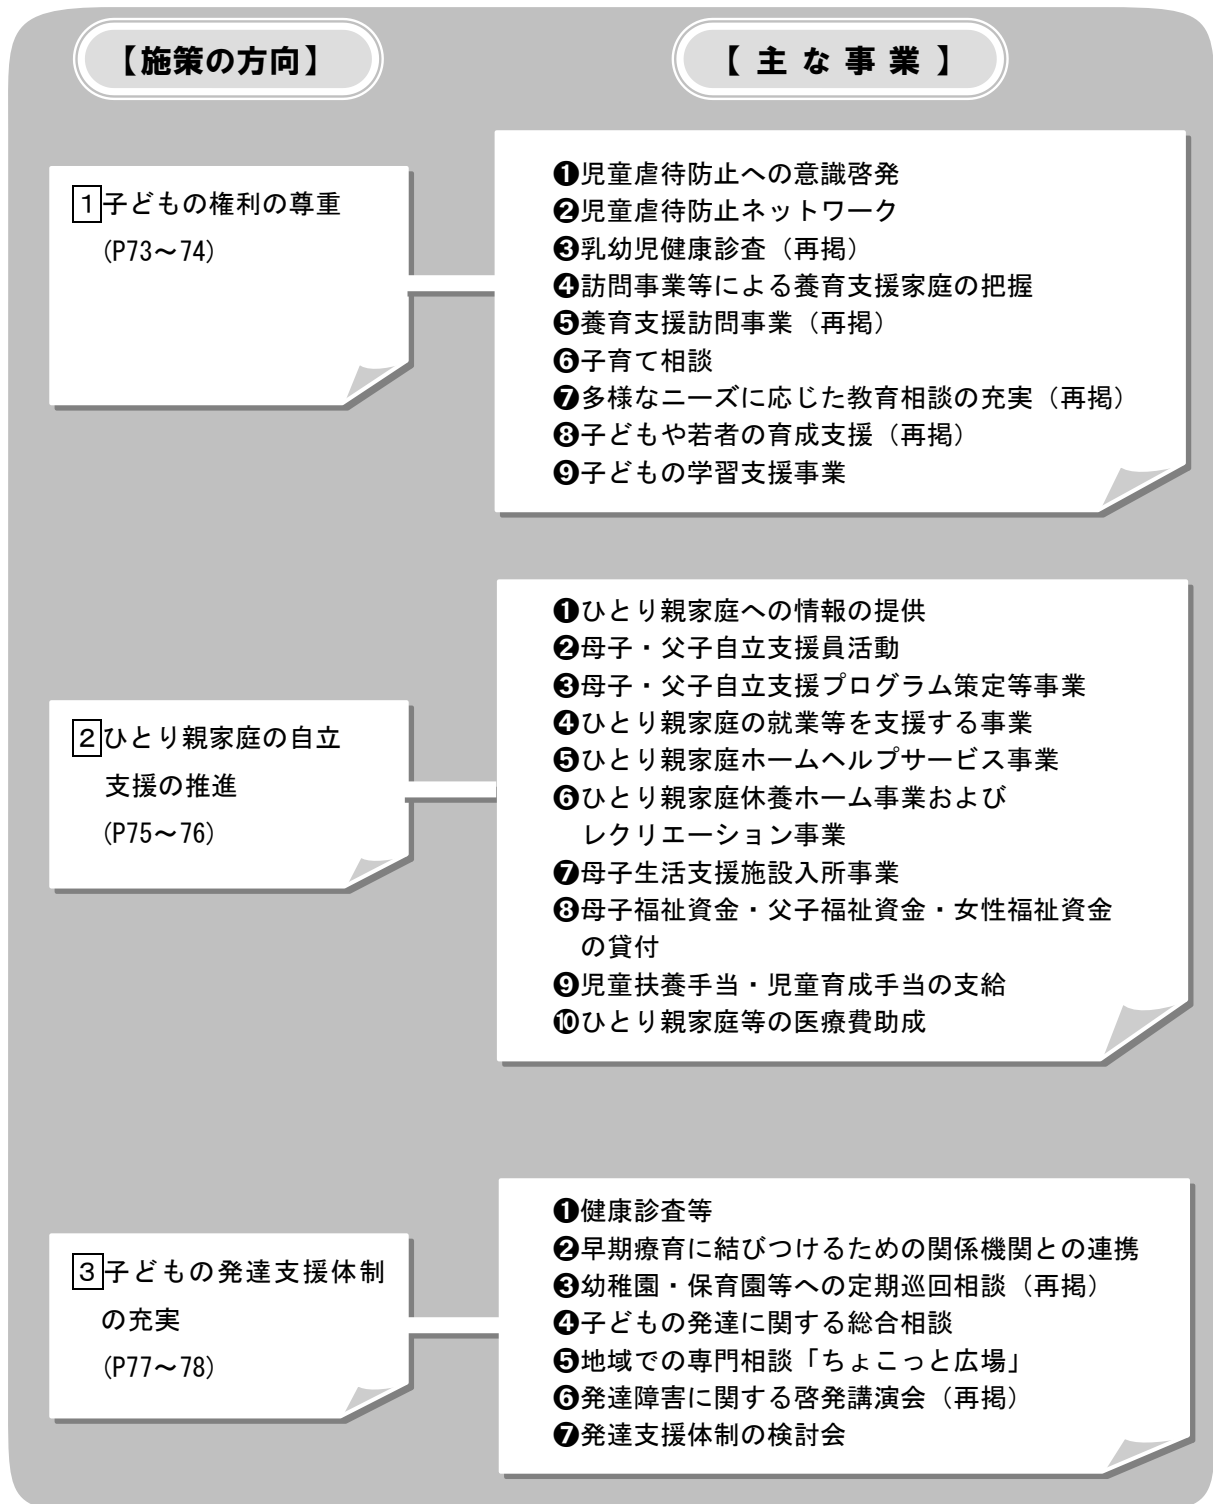 【施策の方向】
【主な事業】
1子どもの権利の尊重
(P73～74)
❶児童虐待防止への意識啓発
❷児童虐待防止ネットワーク
❸乳幼児健康診査（再掲）
❹訪問事業等による養育支援家庭の把握
❺養育支援訪問事業（再掲）
❻子育て相談
❼多様なニーズに応じた教育相談の充実（再掲）
❽子どもや若者の育成支援（再掲）
❾子どもの学習支援事業
2ひとり親家庭の自立
支援の推進
(P75～76)
❶ひとり親家庭への情報の提供
❷母子・父子自立支援員活動
❸母子・父子自立支援プログラム策定等事業
❹ひとり親家庭の就業等を支援する事業
❺ひとり親家庭ホームヘルプサービス事業
❻ひとり親家庭休養ホーム事業および
レクリエーション事業
❼母子生活支援施設入所事業
❽母子福祉資金・父子福祉資金・女性福祉資金
の貸付
❾児童扶養手当・児童育成手当の支給
❿ひとり親家庭等の医療費助成
3子どもの発達支援体制
の充実
(P77～78)
❶健康診査等
❷早期療育に結びつけるための関係機関との連携
❸幼稚園・保育園等への定期巡回相談（再掲）
❹子どもの発達に関する総合相談
❺地域での専門相談「ちょこっと広場」
❻発達障害に関する啓発講演会（再掲）
❼発達支援体制の検討会